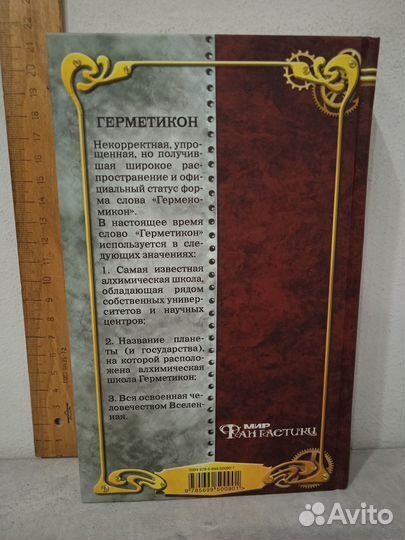 ГЕРМЕТИКОН
Некорректная, упро-
щенная, но получив-
шая широкое рас-
пространение и офи-
циальный статус фор-
ма слова «Гермено-
микон».
В настоящее время
слово «Герметикон»
используется в сле-
дующих значениях:
1. Самая известная
алхимическая школа,
обладающая рядом
собственных универ-
ситетов и научных
центров;
2. Название плане-
ты (и государства),
на которой располо-
жена алхимическая
школа Герметикон;
3. Вся освоенная че-
ловечеством Вселен-
ная.
МИР
ФАНТАСТИКИ
9 785699 500901
Avito